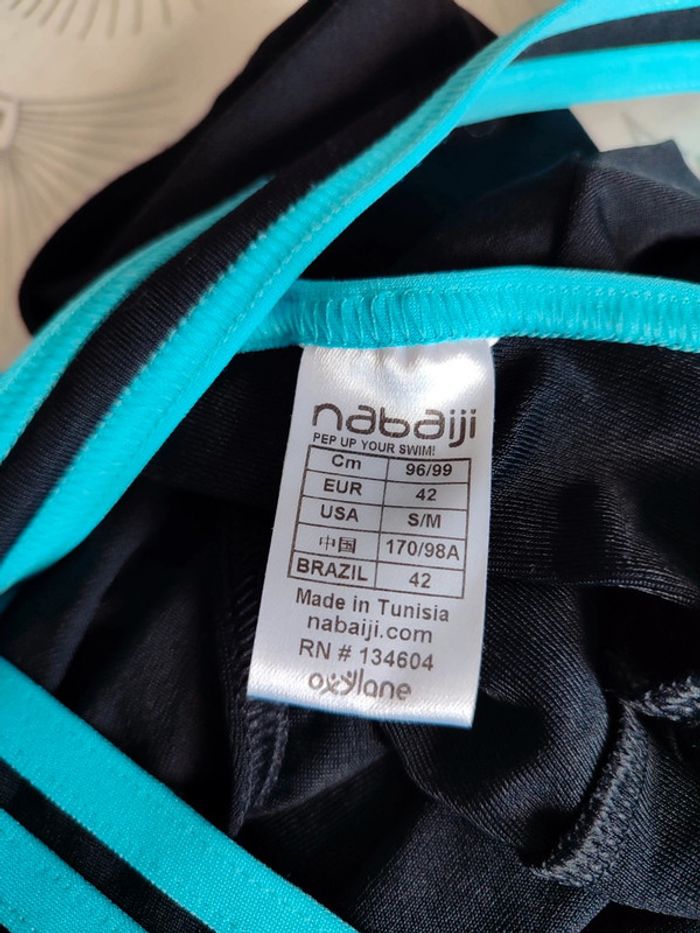 nabaiji
PEP UP YOUR SWIM!
Cm 96/99
EUR 42
USA S/M
中国 170/98A
BRAZIL 42
Made in Tunisia
nabaiji.com
RN # 134604
oxylane